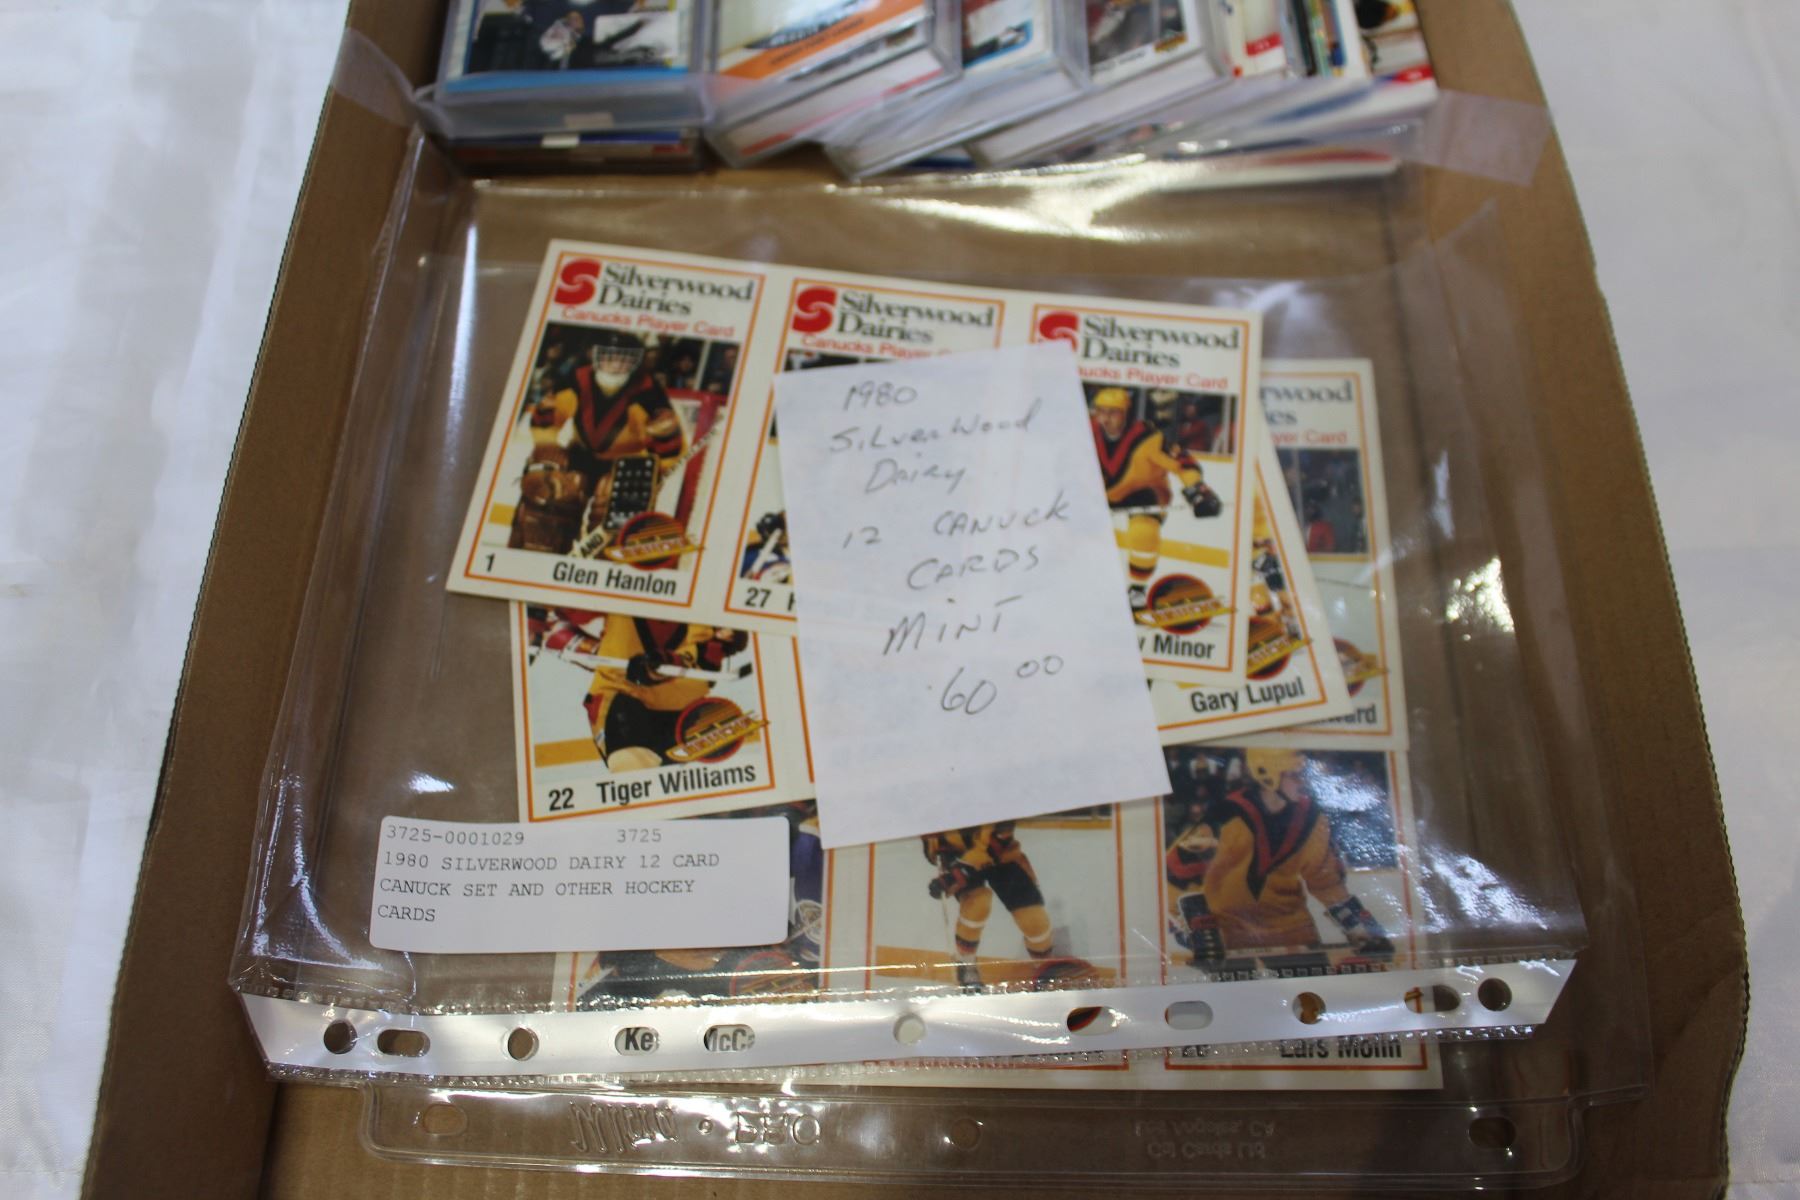 Silverwood
Dairies
Canucks Player Card
1 Glen Hanlon
Silverwood
Dairies
Canucks Player
27
Silverwood
Dairies
Player Card
Minor
Gary Lupul
22 Tiger Williams
Lars Molin
1980
SILVERWOOD
DAIRY
12 CANUCK
CARDS
MINT
60 00
3725-0001029 3725
1980 SILVERWOOD DAIRY 12 CARD
CANUCK SET AND OTHER HOCKEY
CARDS